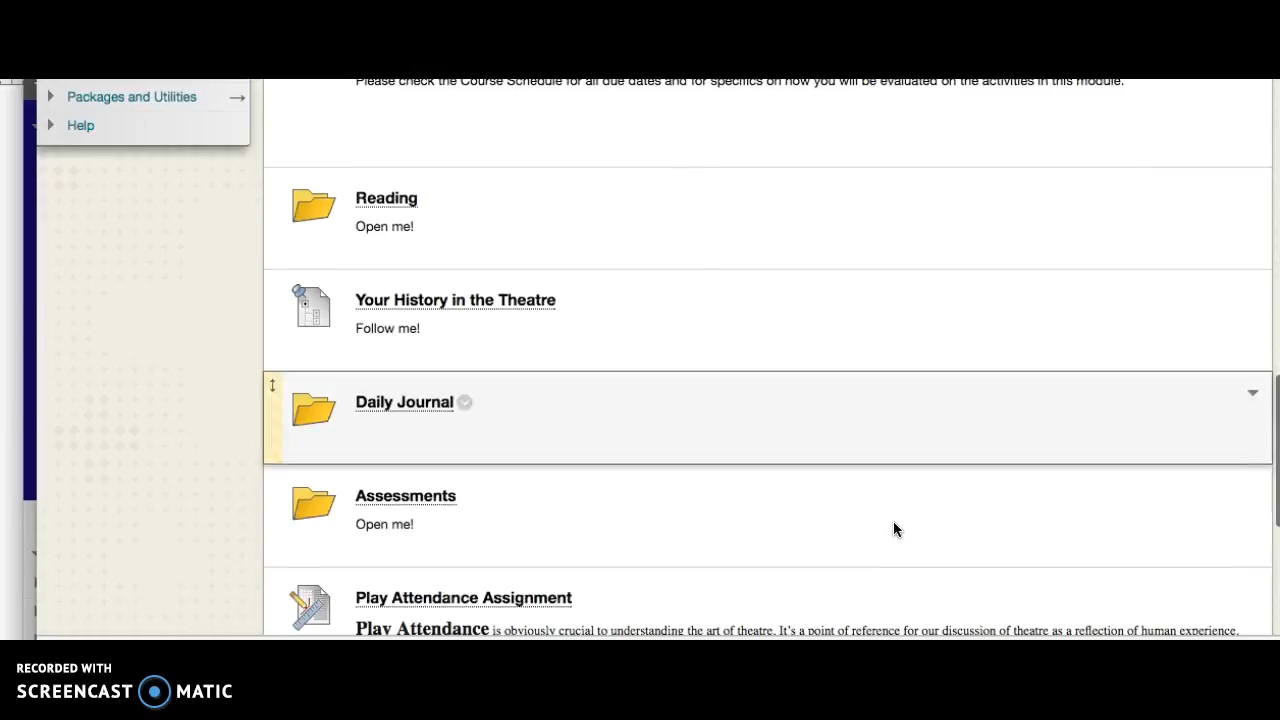 Please check the Course Schedule for all due dates and for specifics on how you will be evaluated on the activities in this module.
Packages and Utilities
Help
Reading
Open me!
Your History in the Theatre
Follow me!
Daily Journal
Assessments
Open me!
Play Attendance Assignment
Play Attendance is obviously crucial to understanding the art of theatre. It's a point of reference for our discussion of theatre as a reflection of human experience.
RECORDED WITH
SCREENCAST MATIC